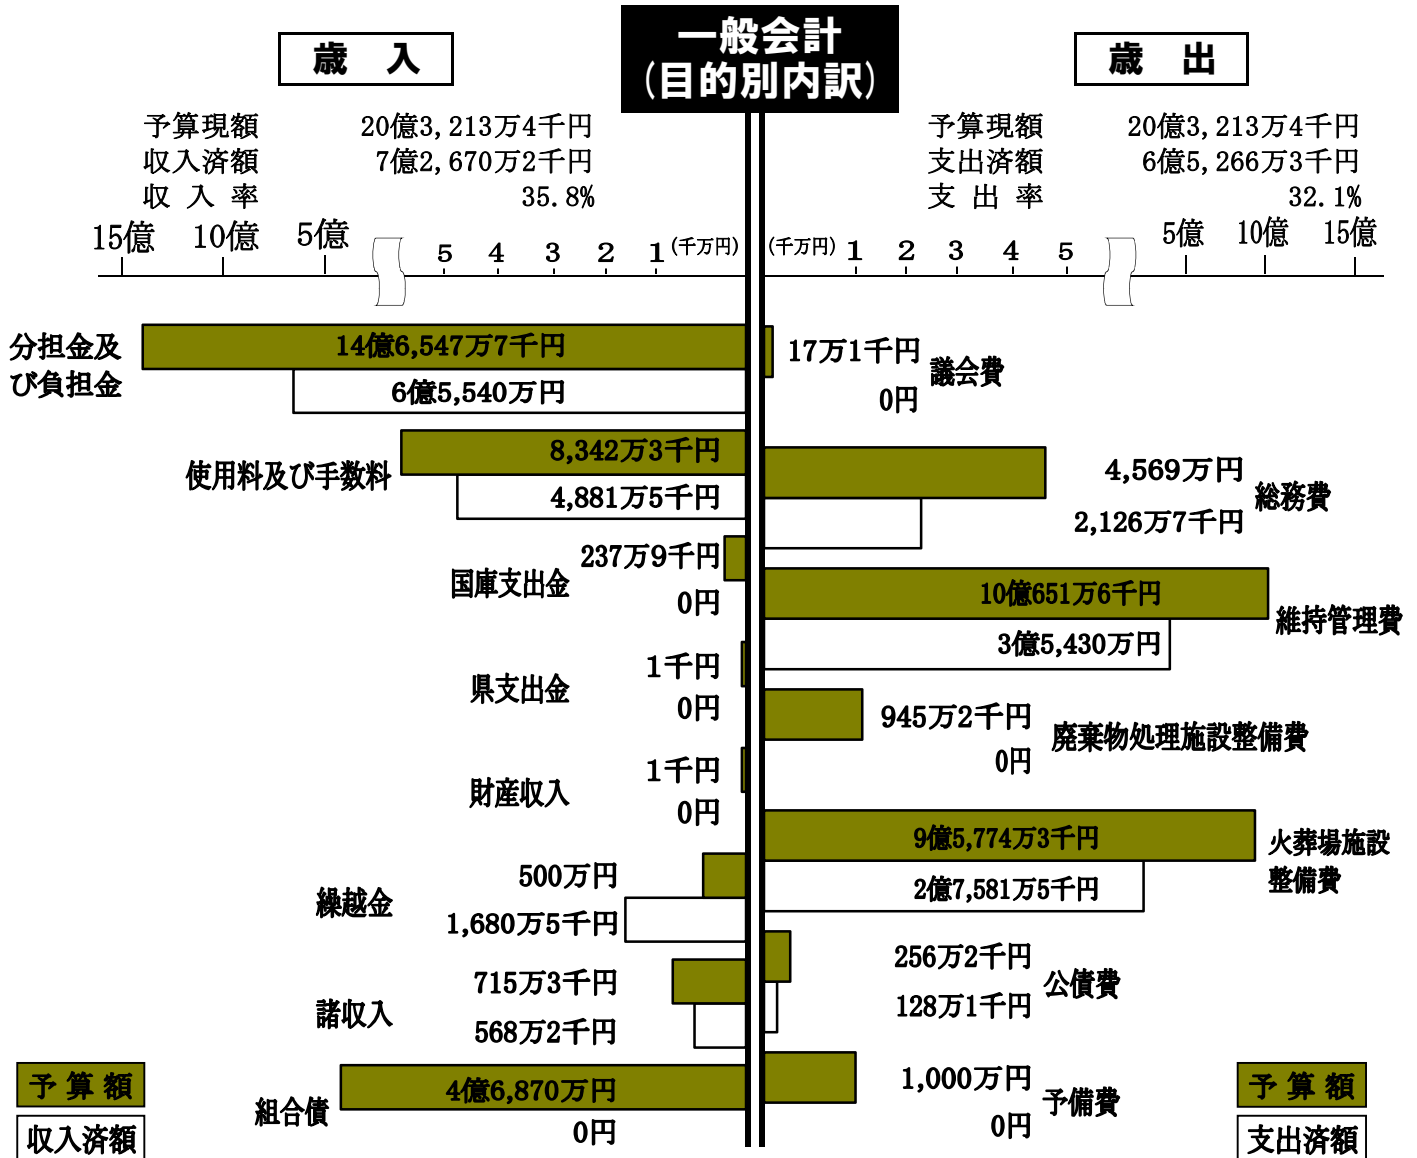 一般会計
(目的別内訳)
歳　入
予算現額　20億3,213万4千円
収入済額　7億2,670万2千円
収 入 率　35.8%
15億　10億　5億　5　4　3　2　1　(千万円)
分担金及
び負担金
14億6,547万7千円
6億5,540万円
使用料及び手数料
8,342万3千円
4,881万5千円
国庫支出金
237万9千円
0円
県支出金
1千円
0円
財産収入
1千円
0円
繰越金
500万円
1,680万5千円
諸収入
715万3千円
568万2千円
組合債
4億6,870万円
0円
予 算 額
収入済額
歳　出
予算現額　20億3,213万4千円
支出済額　6億5,266万3千円
支 出 率　32.1%
(千万円)　1　2　3　4　5　5億　10億　15億
17万1千円
0円
議会費
4,569万円
2,126万7千円
総務費
10億651万6千円
3億5,430万円
維持管理費
945万2千円
0円
廃棄物処理施設整備費
9億5,774万3千円
2億7,581万5千円
火葬場施設
整備費
256万2千円
128万1千円
公債費
1,000万円
0円
予備費
予 算 額
支出済額